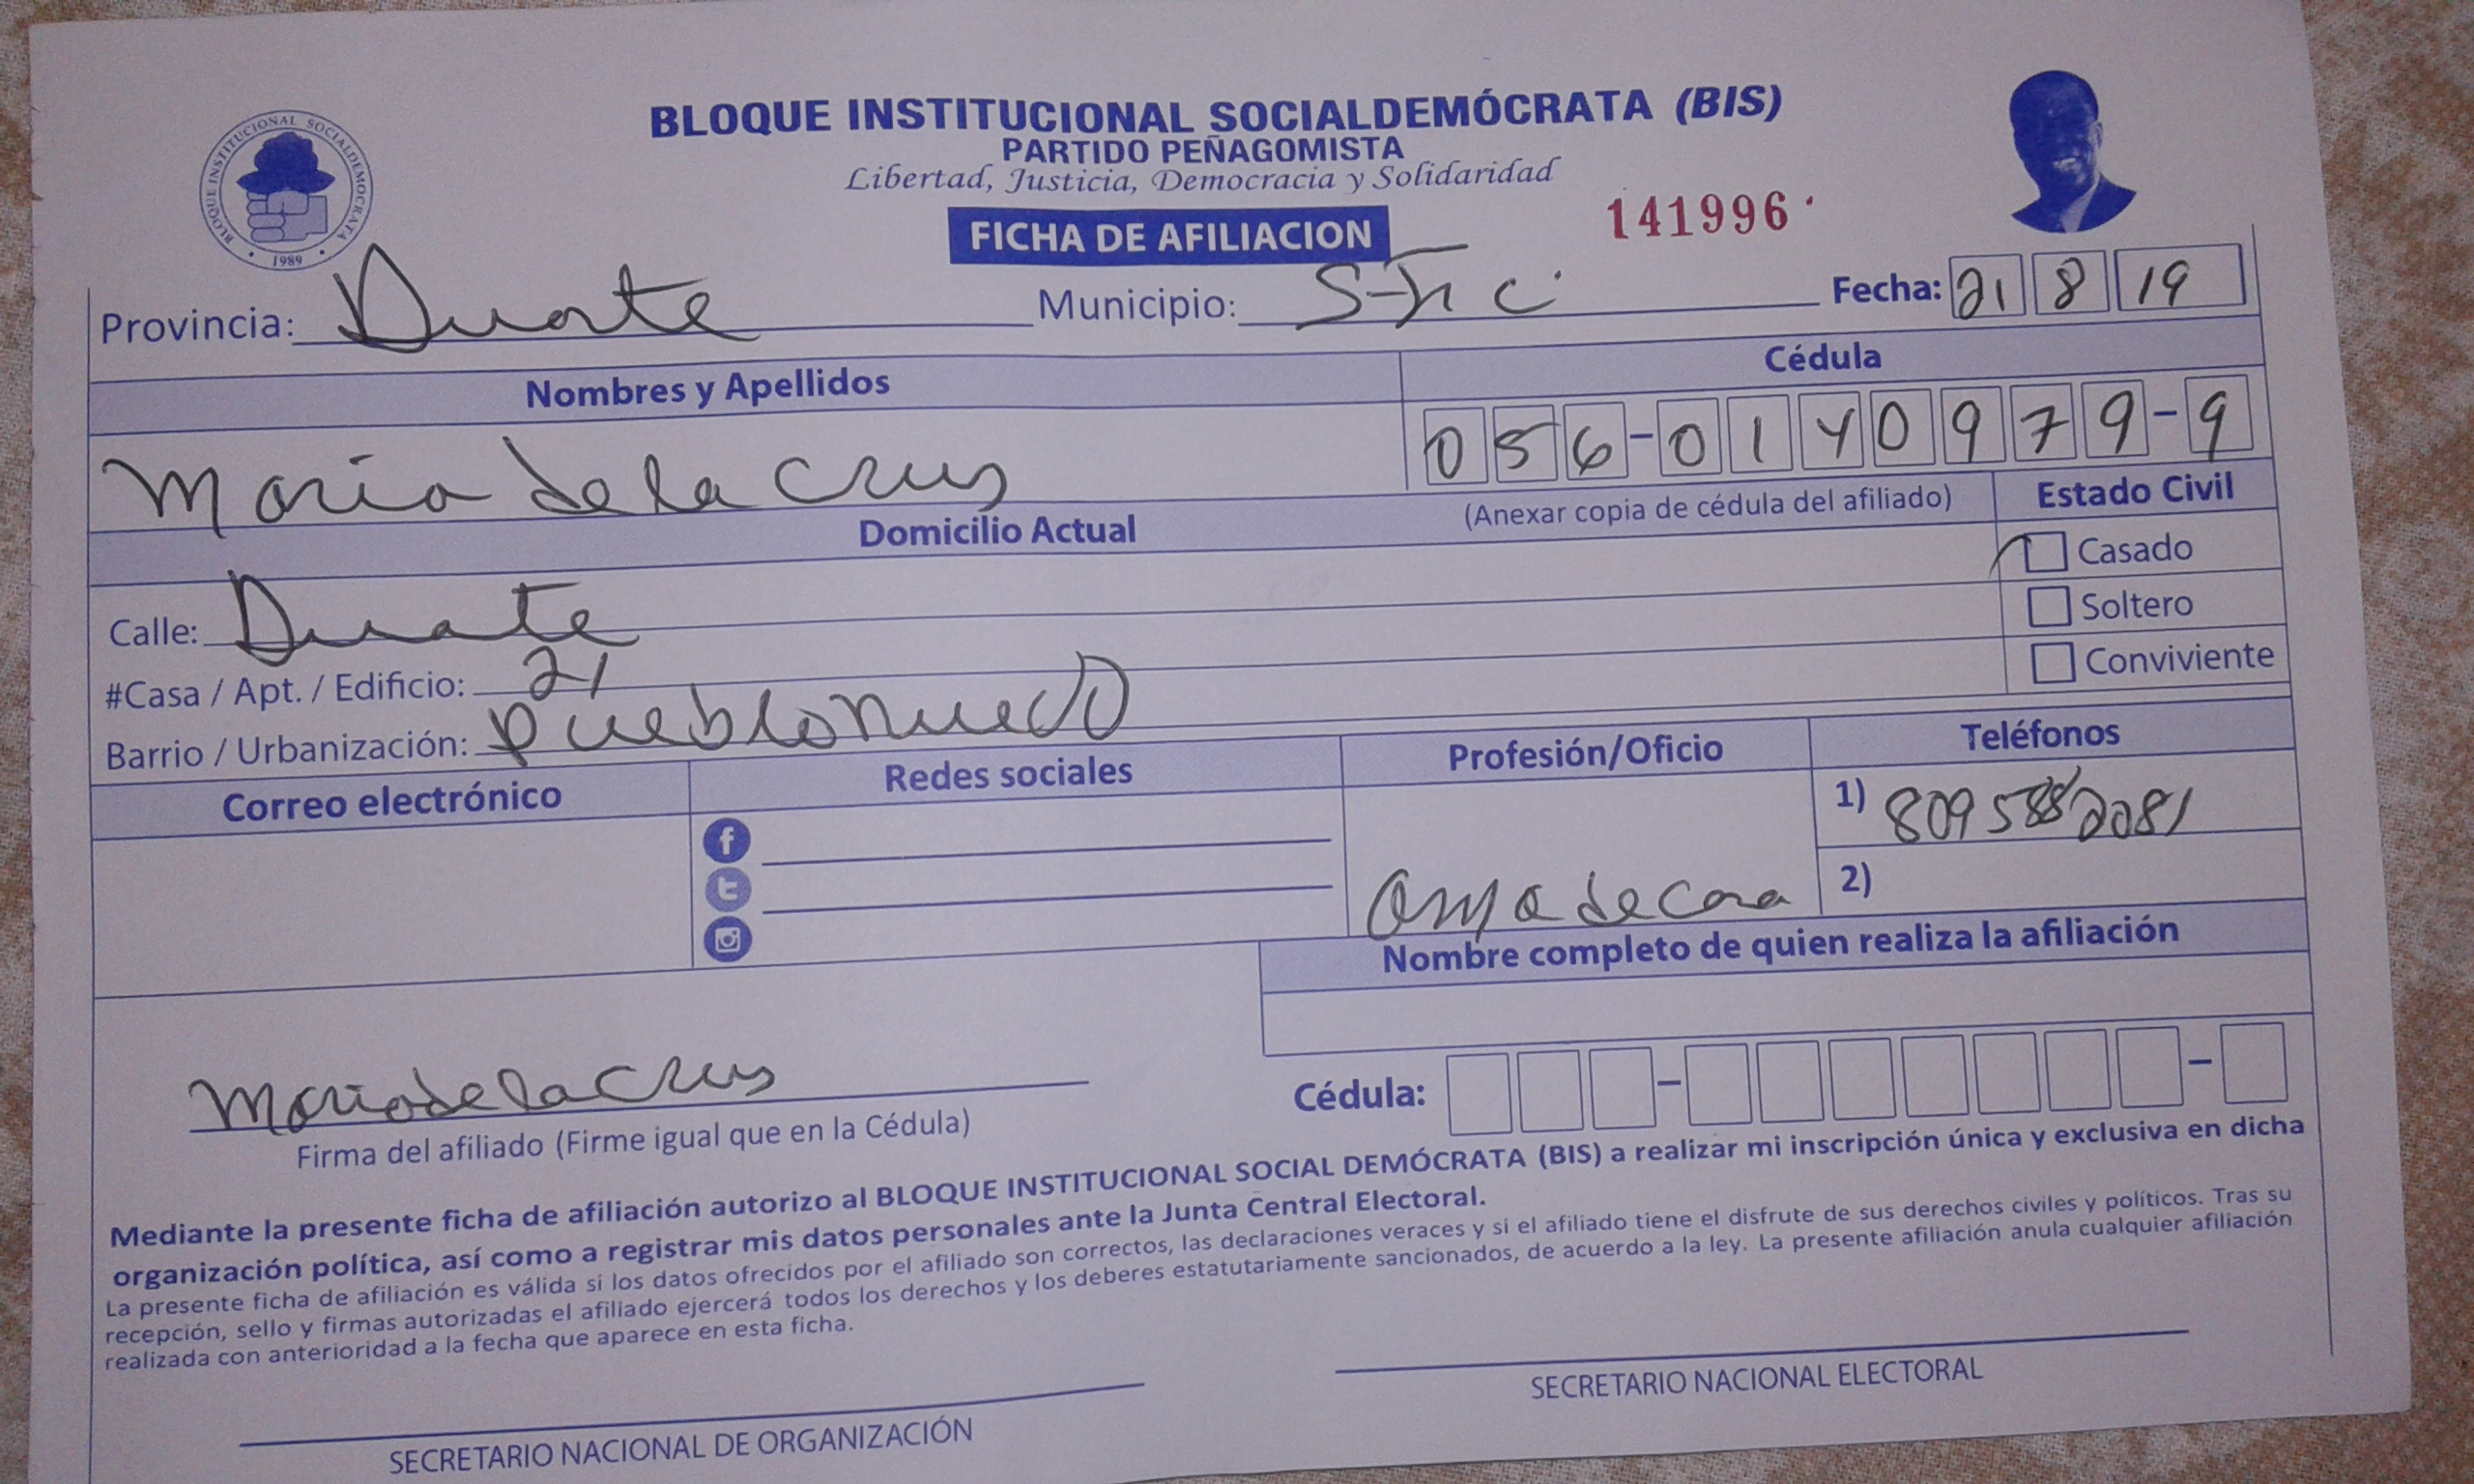 BLOQUE INSTITUCIONAL SOCIALDEMÓCRATA (BIS)
PARTIDO PEÑAGOMISTA
Libertad, Justicia, Democracia y Solidaridad
BLOQUE INSTITUCIONAL SOCIALDEMOCRATA
• 1989 •
FICHA DE AFILIACION
141996
Provincia: Duarte Municipio: S-Fc Fecha: 21 8 19
Nombres y Apellidos Cédula
Maria de la Crus 056-0140979-9
Domicilio Actual (Anexar copia de cédula del afiliado) Estado Civil
Casado
Calle: Duarte Soltero
#Casa / Apt. / Edificio: 21 Conviviente
Barrio / Urbanización: Pueblo nuevo
Correo electrónico Redes sociales Profesión/Oficio Teléfonos
1) 809 588 2081
ama de casa 2)
Nombre completo de quien realiza la afiliación
Maria de la Crus Cédula:
Firma del afiliado (Firme igual que en la Cédula)
Mediante la presente ficha de afiliación autorizo al BLOQUE INSTITUCIONAL SOCIAL DEMÓCRATA (BIS) a realizar mi inscripción única y exclusiva en dicha
organización política, así como a registrar mis datos personales ante la Junta Central Electoral.
La presente ficha de afiliación es válida si los datos ofrecidos por el afiliado son correctos, las declaraciones veraces y si el afiliado tiene el disfrute de sus derechos civiles y políticos. Tras su
recepción, sello y firmas autorizadas el afiliado ejercerá todos los derechos y los deberes estatutariamente sancionados, de acuerdo a la ley. La presente afiliación anula cualquier afiliación
realizada con anterioridad a la fecha que aparece en esta ficha.
SECRETARIO NACIONAL DE ORGANIZACIÓN SECRETARIO NACIONAL ELECTORAL